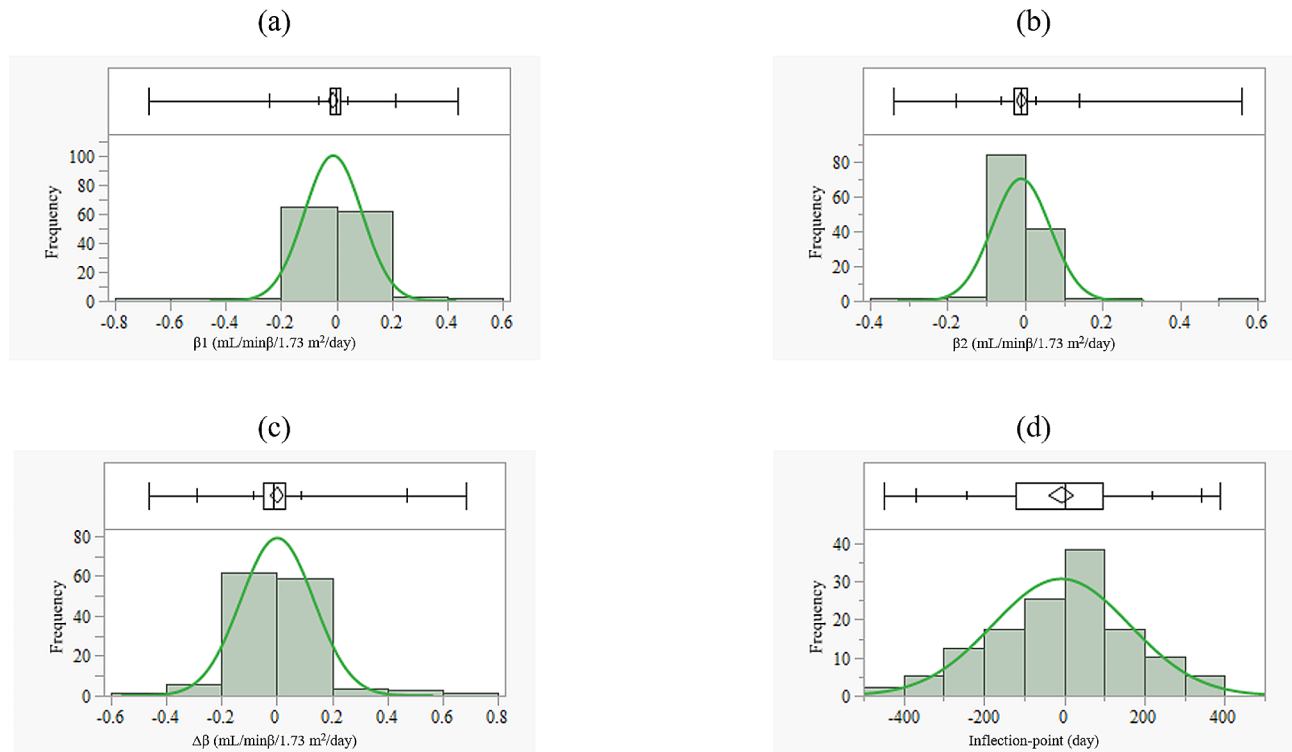 (a)
(b)
Frequency
100
80
60
40
20
0
-0.8 -0.6 -0.4 -0.2 0 0.2 0.4 0.6
β1 (mL/minβ/1.73 m²/day)
Frequency
80
60
40
20
0
-0.4 -0.2 0 0.2 0.4 0.6
β2 (mL/minβ/1.73 m²/day)
(c)
(d)
Frequency
80
60
40
20
0
-0.6 -0.4 -0.2 0 0.2 0.4 0.6 0.8
Δβ (mL/minβ/1.73 m²/day)
Frequency
40
30
20
10
0
-400 -200 0 200 400
Inflection-point (day)